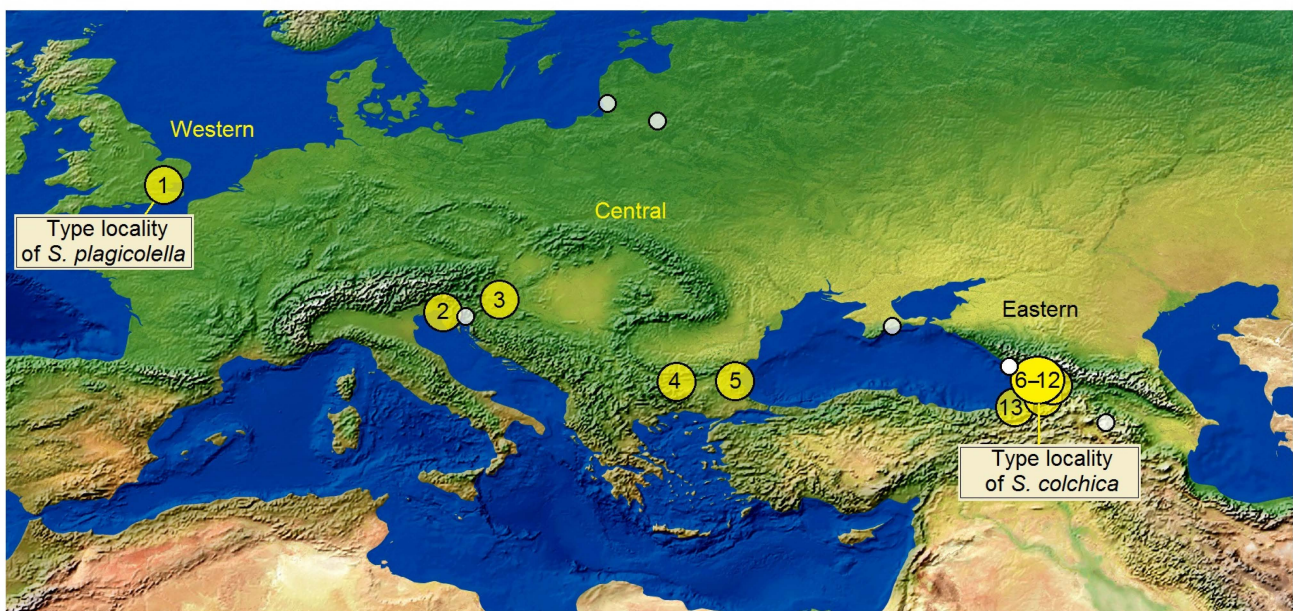 Western
1
Type locality
of S. plagicolella
Central
2
3
4
5
Eastern
6–12
13
Type locality
of S. colchica